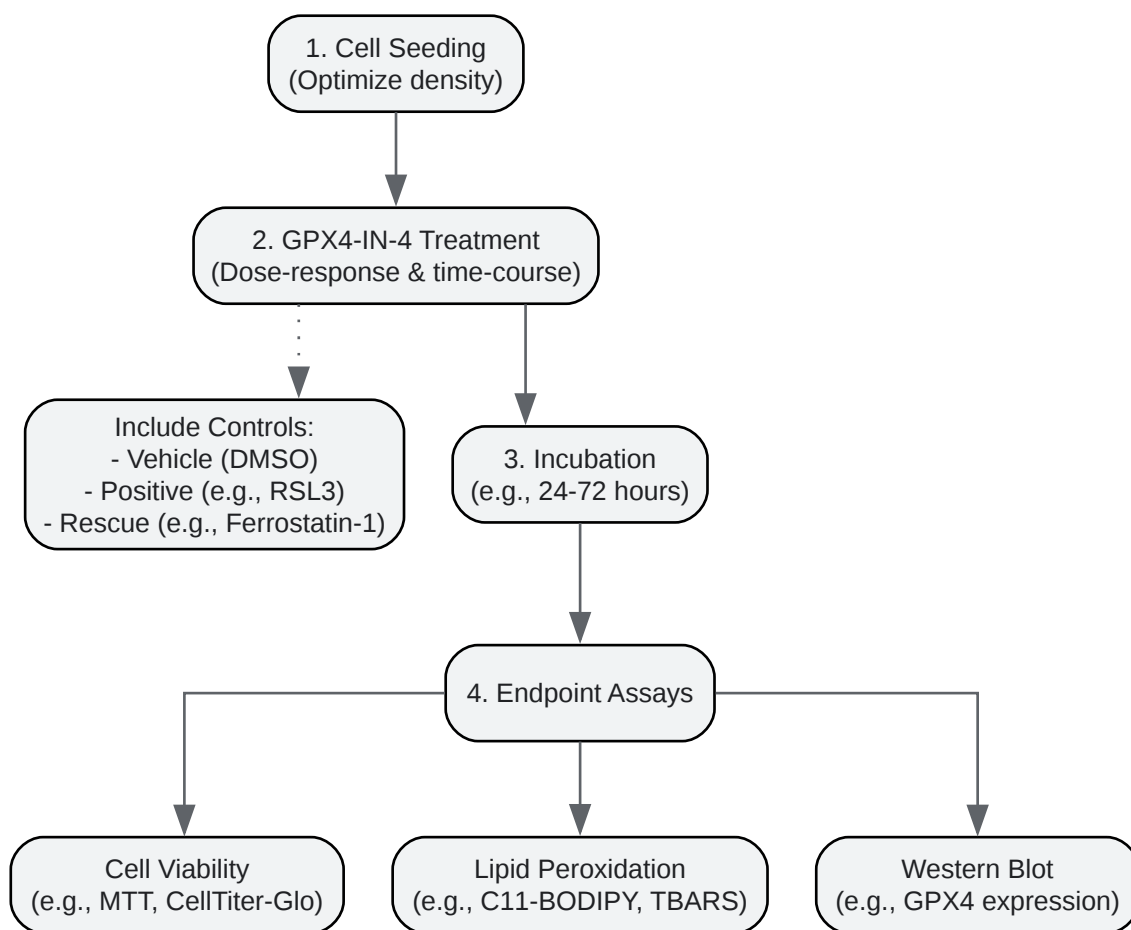 1. Cell Seeding
(Optimize density)
2. GPX4-IN-4 Treatment
(Dose-response & time-course)
Include Controls:
- Vehicle (DMSO)
- Positive (e.g., RSL3)
- Rescue (e.g., Ferrostatin-1)
3. Incubation
(e.g., 24-72 hours)
4. Endpoint Assays
Cell Viability
(e.g., MTT, CellTiter-Glo)
Lipid Peroxidation
(e.g., C11-BODIPY, TBARS)
Western Blot
(e.g., GPX4 expression)